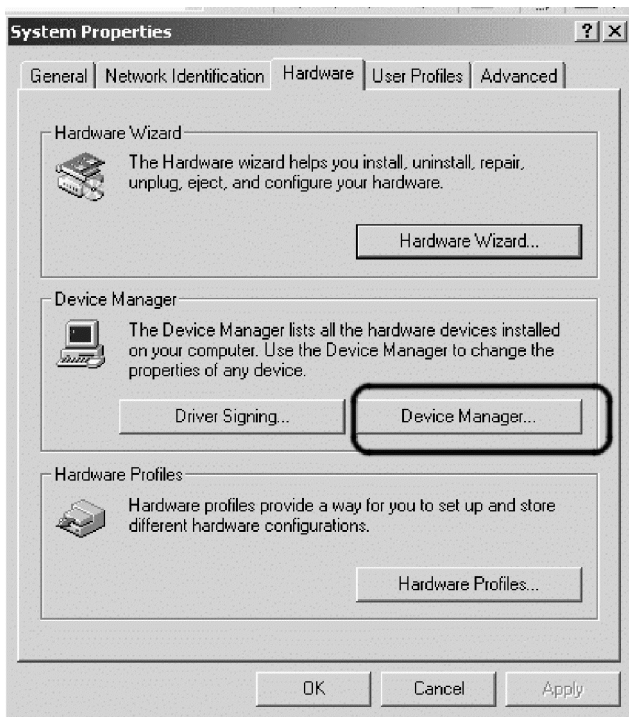 System Properties
General
Network Identification
Hardware
User Profiles
Advanced
Hardware Wizard
The Hardware wizard helps you install, uninstall, repair,
unplug, eject, and configure your hardware.
Hardware Wizard...
Device Manager
The Device Manager lists all the hardware devices installed
on your computer. Use the Device Manager to change the
properties of any device.
Driver Signing...
Device Manager...
Hardware Profiles
Hardware profiles provide a way for you to set up and store
different hardware configurations.
Hardware Profiles...
OK
Cancel
Apply